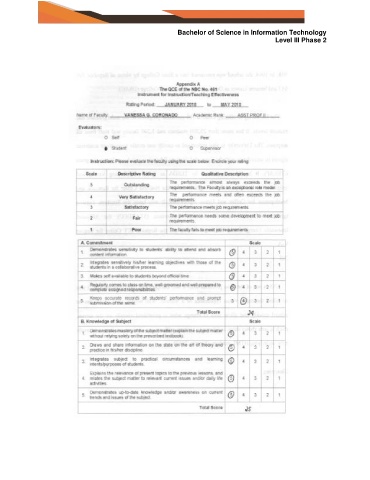 Bachelor of Science in Information Technology
Level III Phase 2
Appendix A
The QCE of the NBC No. 461
Instrument for Instruction/Teaching Effectiveness
Rating Period: JANUARY 2010 to MAY 2010
Name of Faculty: VANESSA G. CORONADO Academic Rank: ASST. PROF. I
Evaluators:
Self Peer
Student Supervisor
Instruction: Please evaluate the faculty using the scale below. Encircle your rating.
Scale Descriptive Rating Qualitative Description
5 Outstanding The performance almost always exceeds the job
requirements. The Faculty is an exceptional role model
4 Very Satisfactory The performance meets and often exceeds the job
requirements
3 Satisfactory The performance meets job requirements
2 Fair The performance needs some development to meet job
requirements.
1 Poor The faculty fails to meet job requirements
A. Commitment Scale
1. Demonstrates sensitivity to students' ability to attend and absorb
content information. 5 4 3 2 1
2. Integrates sensitively his/her learning objectives with those of the
students in a collaborative process. 5 4 3 2 1
3. Makes self available to students beyond official time 5 4 3 2 1
4. Regularly comes to class on time, well-groomed and well-prepared to
complete assigned responsibilities. 5 4 3 2 1
5. Keeps accurate records of students' performance and prompt
submission of the same. 5 4 3 2 1
Total Score 24
B. Knowledge of Subject Scale
1. Demonstrates mastery of the subject matter (explain the subject matter
without relying solely on the prescribed textbook). 5 4 3 2 1
2. Draws and share information on the state on the art of theory and
practice in his/her discipline. 5 4 3 2 1
3. Integrates subject to practical circumstances and learning
intents/purposes of students. 5 4 3 2 1
4. Explains the relevance of present topics to the previous lessons, and
relates the subject matter to relevant current issues and/or daily life
activities. 5 4 3 2 1
5. Demonstrates up-to-date knowledge and/or awareness on current
trends and issues of the subject. 5 4 3 2 1
Total Score 25